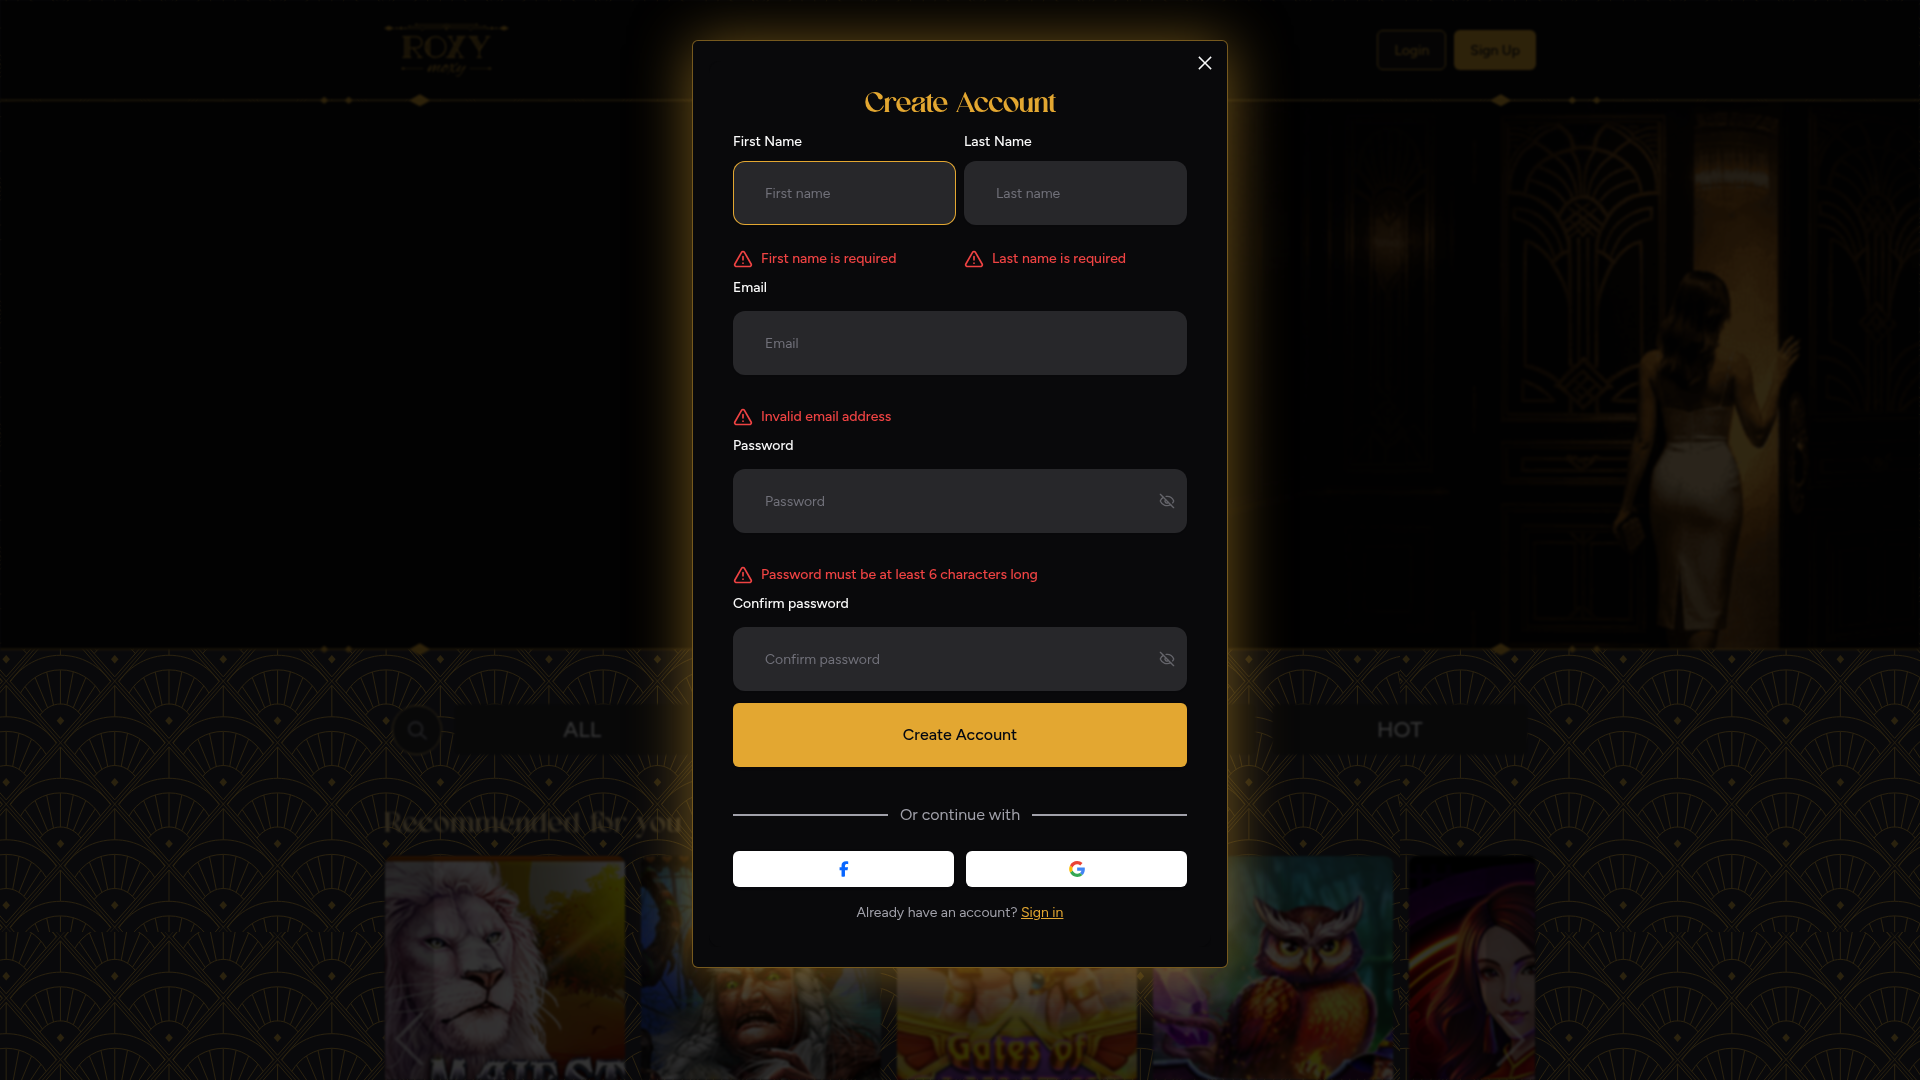 ROXY
moxy
Login
Sign Up
Create Account
First Name
Last Name
First name
Last name
First name is required
Last name is required
Email
Email
Invalid email address
Password
Password
Password must be at least 6 characters long
Confirm password
Confirm password
Create Account
ALL
HOT
Or continue with
Recommended for you
Already have an account? Sign in
Gates of